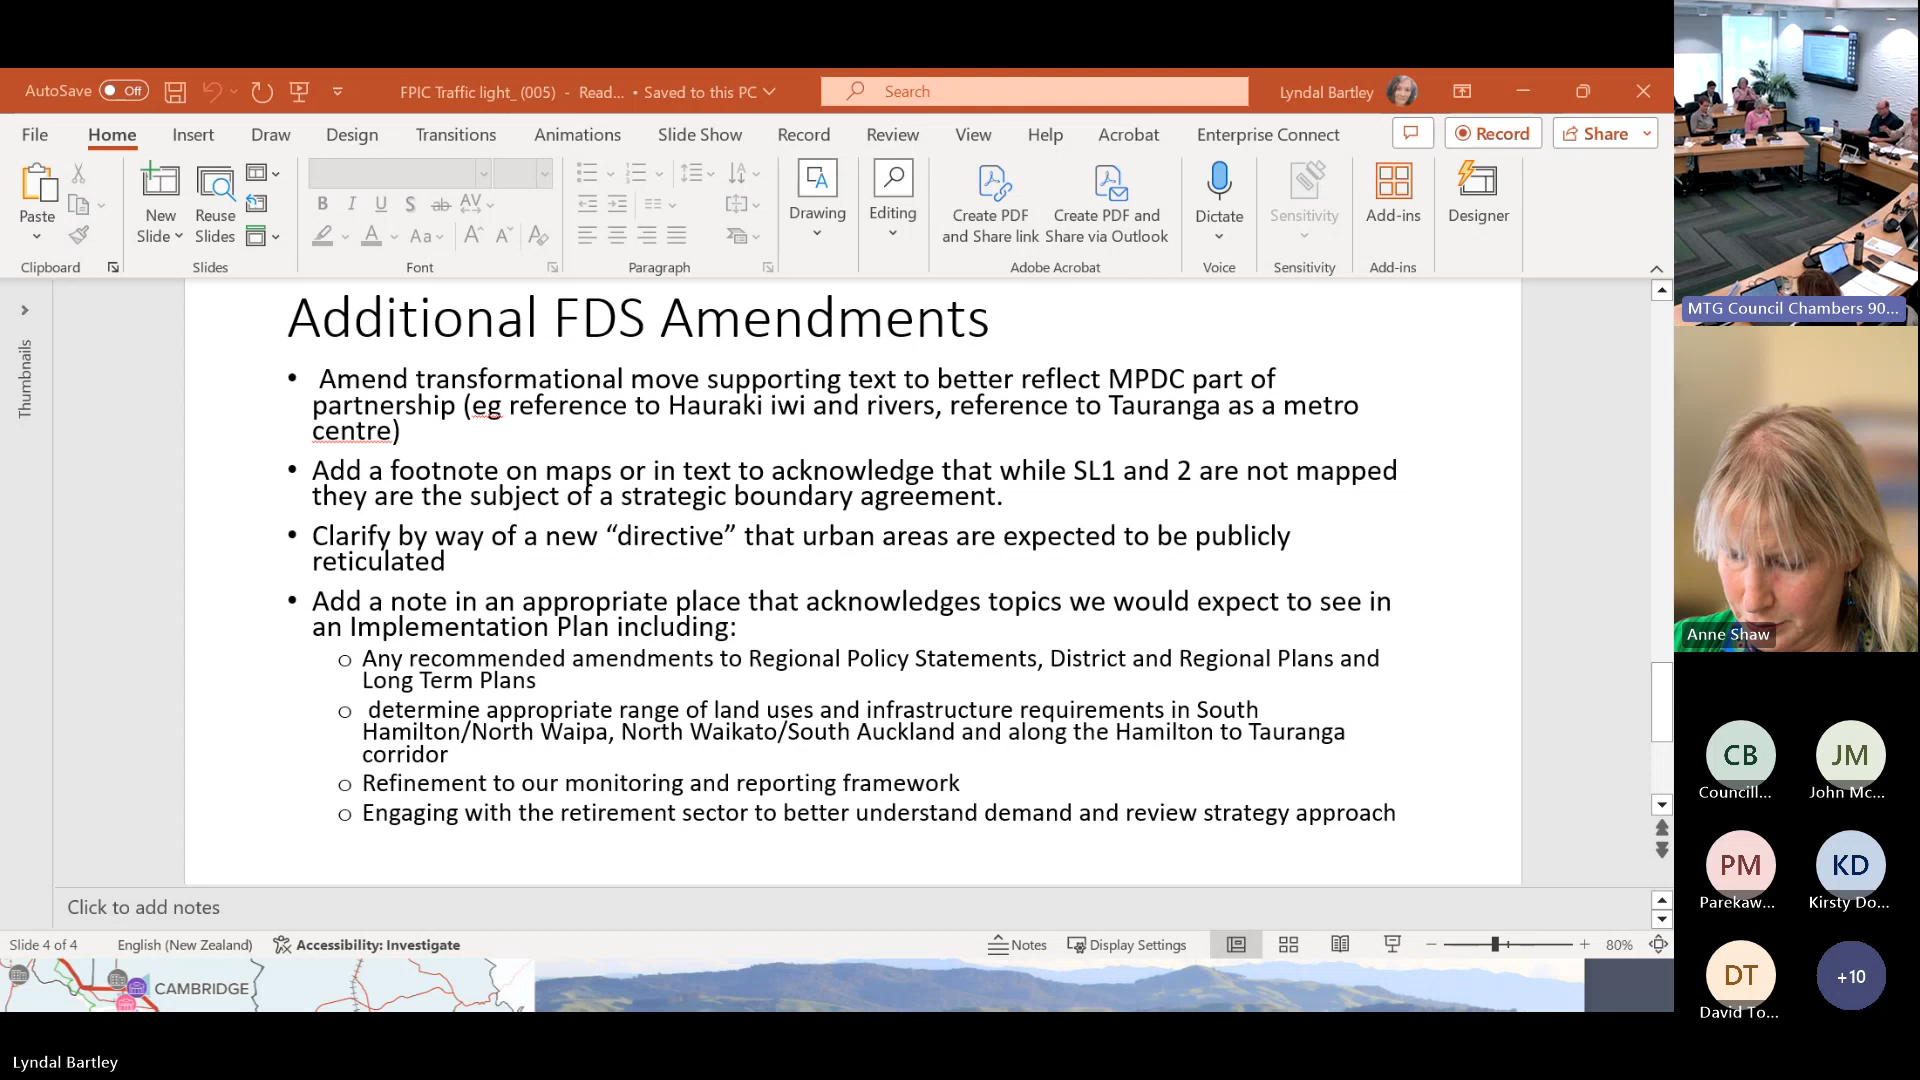 AutoSave
Off
FPIC Traffic light_ (005) - Read... • Saved to this PC
Search
Lyndal Bartley
File
Home
Insert
Draw
Design
Transitions
Animations
Slide Show
Record
Review
View
Help
Acrobat
Enterprise Connect
Record
Share
Paste
New Slide
Reuse Slides
Drawing
Editing
Create PDF and Share link
Create PDF and Share via Outlook
Dictate
Sensitivity
Add-ins
Designer
Clipboard
Slides
Font
Paragraph
Adobe Acrobat
Voice
Sensitivity
Add-ins
Thumbnails
Additional FDS Amendments
• Amend transformational move supporting text to better reflect MPDC part of
partnership (eg reference to Hauraki iwi and rivers, reference to Tauranga as a metro
centre)
• Add a footnote on maps or in text to acknowledge that while SL1 and 2 are not mapped
they are the subject of a strategic boundary agreement.
• Clarify by way of a new “directive” that urban areas are expected to be publicly
reticulated
• Add a note in an appropriate place that acknowledges topics we would expect to see in
an Implementation Plan including:
o Any recommended amendments to Regional Policy Statements, District and Regional Plans and
Long Term Plans
o determine appropriate range of land uses and infrastructure requirements in South
Hamilton/North Waipa, North Waikato/South Auckland and along the Hamilton to Tauranga
corridor
o Refinement to our monitoring and reporting framework
o Engaging with the retirement sector to better understand demand and review strategy approach
Click to add notes
Slide 4 of 4
English (New Zealand)
Accessibility: Investigate
Notes
Display Settings
80%
CAMBRIDGE
Lyndal Bartley
MTG Council Chambers 90...
Anne Shaw
CB
Councill...
JM
John Mc...
PM
Parekaw...
KD
Kirsty Do...
DT
David To...
+10